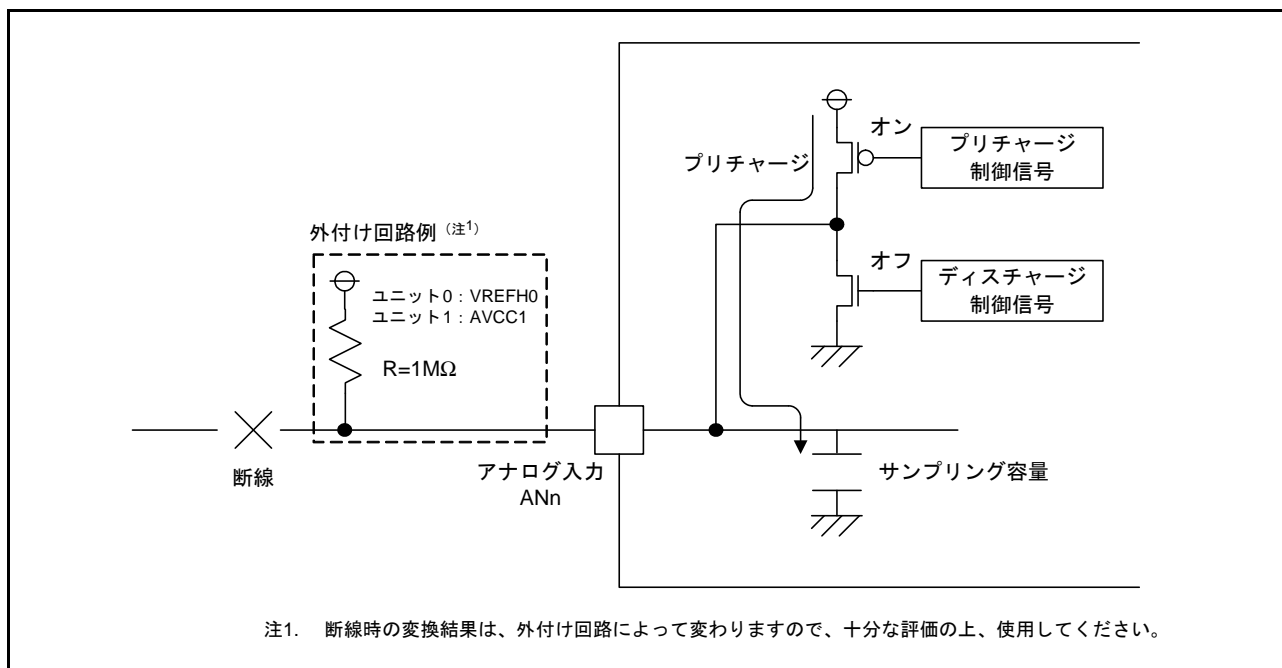 オン
プリチャージ
制御信号
プリチャージ
外付け回路例（注1）
ユニット0：VREFH0
ユニット1：AVCC1
R=1MΩ
オフ
ディスチャージ
制御信号
断線
アナログ入力
ANn
サンプリング容量
注1. 断線時の変換結果は、外付け回路によって変わりますので、十分な評価の上、使用してください。